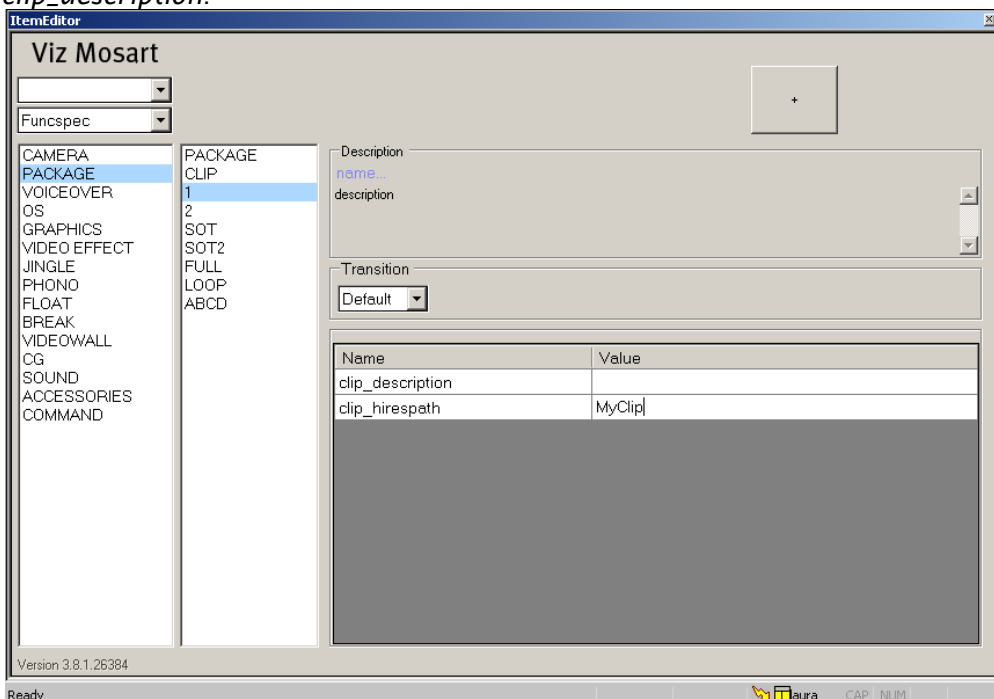 clip_description.
ItemEditor
Viz Mosart
+
Funcspec
CAMERA
PACKAGE
VOICEOVER
OS
GRAPHICS
VIDEO EFFECT
JINGLE
PHONO
FLOAT
BREAK
VIDEOWALL
CG
SOUND
ACCESSORIES
COMMAND
PACKAGE
CLIP
1
2
SOT
SOT2
FULL
LOOP
ABCD
Description
name...
description
Transition
Default
Name Value
clip_description
clip_hirespath MyClip
Version 3.8.1.26384
Ready aura CAP NUM